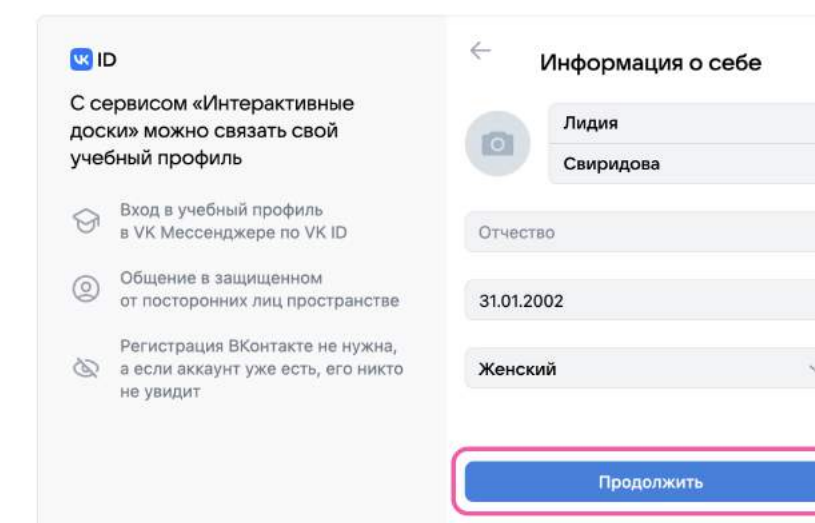 VK ID
С сервисом «Интерактивные
доски» можно связать свой
учебный профиль
Вход в учебный профиль
в VK Мессенджере по VK ID
Общение в защищенном
от посторонних лиц пространстве
Регистрация ВКонтакте не нужна,
а если аккаунт уже есть, его никто
не увидит
Информация о себе
Лидия
Свиридова
Отчество
31.01.2002
Женский
Продолжить